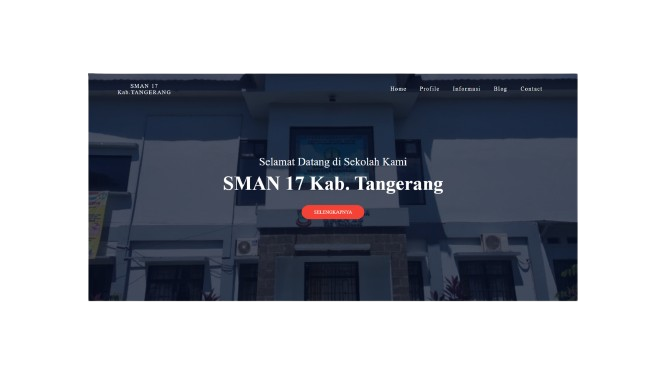 SMAN 17
Kab.TANGERANG
Home Profile Informasi Blog Contact
Selamat Datang di Sekolah Kami
SMAN 17 Kab. Tangerang
SELENGKAPNYA